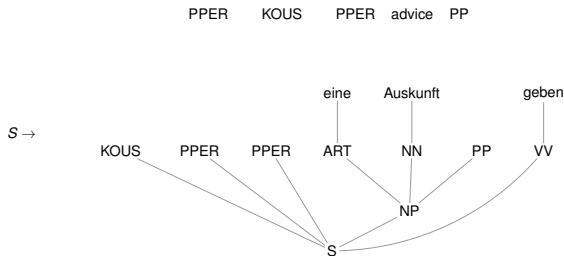 PPER KOUS PPER advice PP
eine Auskunft geben
S →
KOUS PPER PPER ART NN PP VV
NP
S